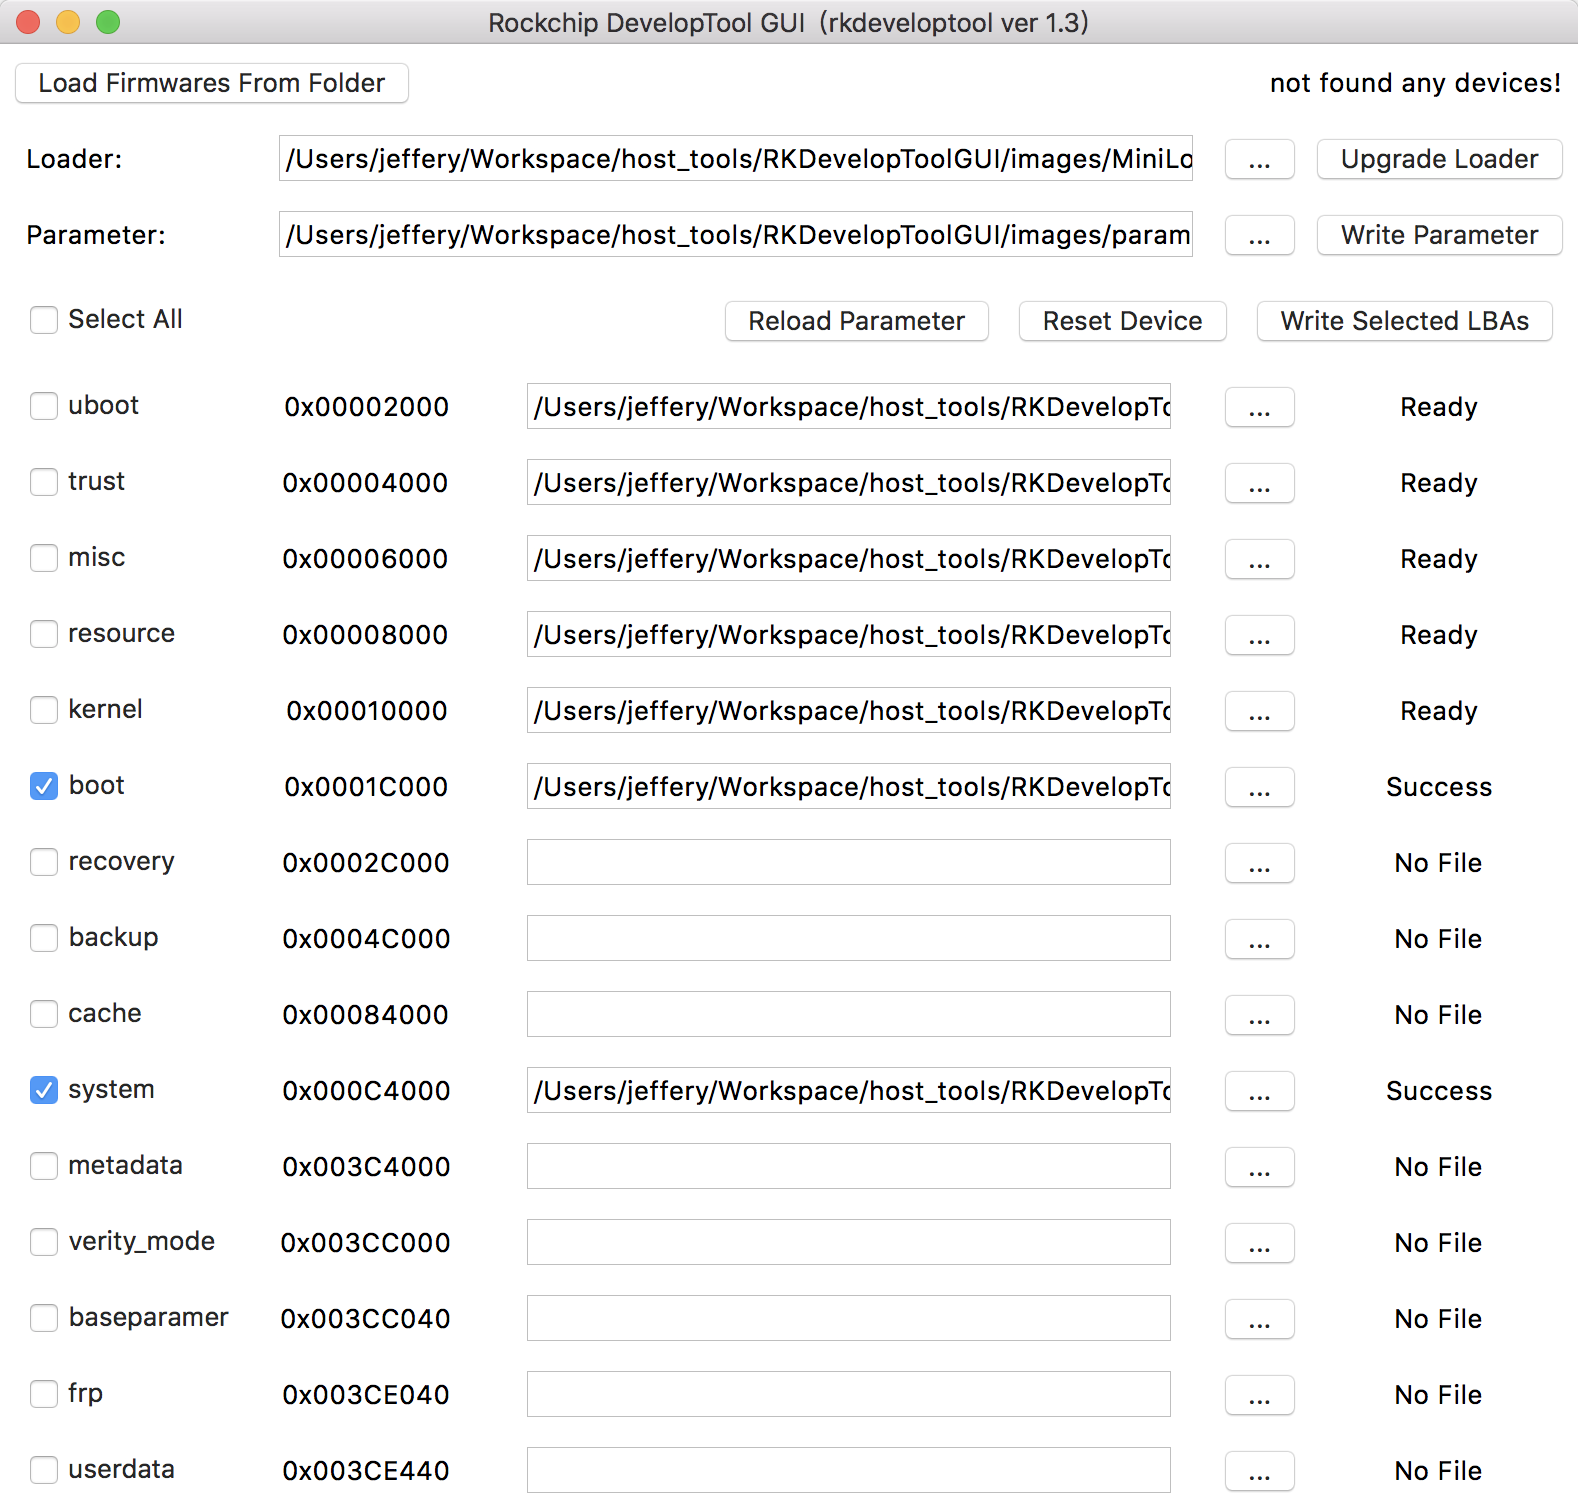 Rockchip DevelopTool GUI (rkdeveloptool ver 1.3)
Load Firmwares From Folder not found any devices!
Loader: /Users/jeffery/Workspace/host_tools/RKDevelopToolGUI/images/MiniLo ... Upgrade Loader
Parameter: /Users/jeffery/Workspace/host_tools/RKDevelopToolGUI/images/param ... Write Parameter
Select All Reload Parameter Reset Device Write Selected LBAs
uboot 0x00002000 /Users/jeffery/Workspace/host_tools/RKDevelopTo ... Ready
trust 0x00004000 /Users/jeffery/Workspace/host_tools/RKDevelopTo ... Ready
misc 0x00006000 /Users/jeffery/Workspace/host_tools/RKDevelopTo ... Ready
resource 0x00008000 /Users/jeffery/Workspace/host_tools/RKDevelopTo ... Ready
kernel 0x00010000 /Users/jeffery/Workspace/host_tools/RKDevelopTo ... Ready
boot 0x0001C000 /Users/jeffery/Workspace/host_tools/RKDevelopTo ... Success
recovery 0x0002C000 ... No File
backup 0x0004C000 ... No File
cache 0x00084000 ... No File
system 0x000C4000 /Users/jeffery/Workspace/host_tools/RKDevelopTo ... Success
metadata 0x003C4000 ... No File
verity_mode 0x003CC000 ... No File
baseparamer 0x003CC040 ... No File
frp 0x003CE040 ... No File
userdata 0x003CE440 ... No File